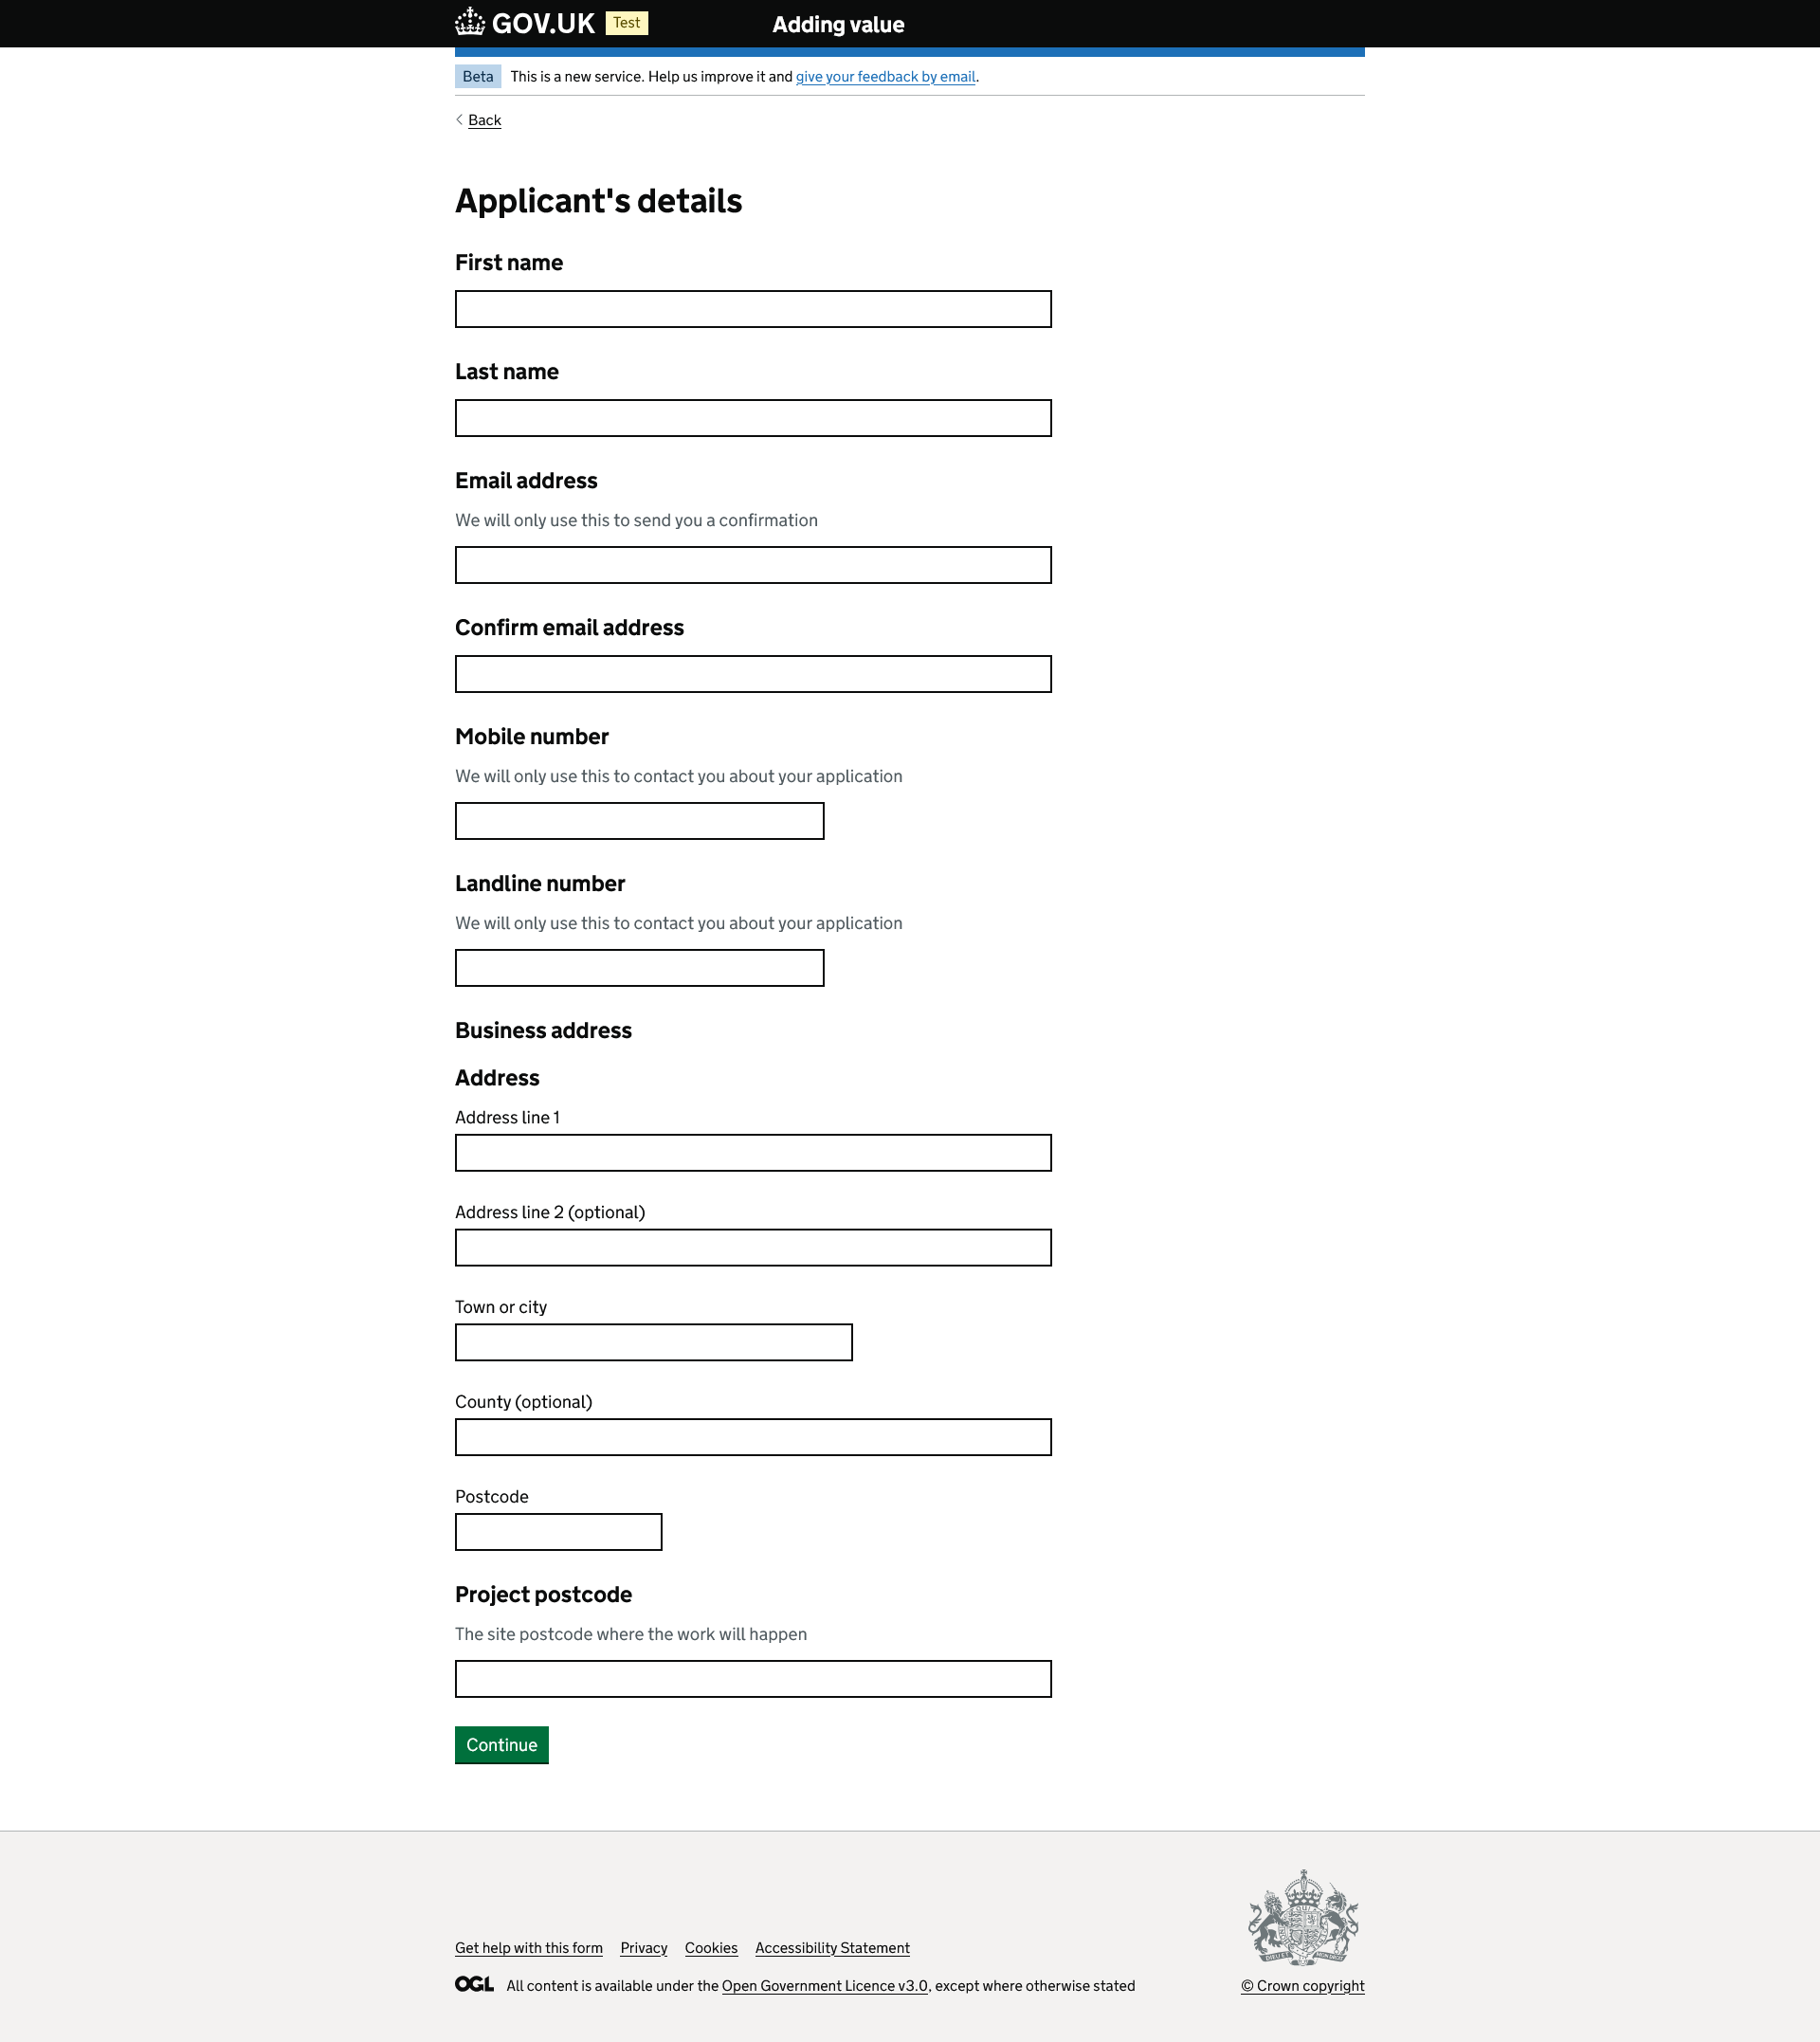 GOV.UK Test Adding value
Beta This is a new service. Help us improve it and give your feedback by email.
Back
Applicant's details
First name
Last name
Email address
We will only use this to send you a confirmation
Confirm email address
Mobile number
We will only use this to contact you about your application
Landline number
We will only use this to contact you about your application
Business address
Address
Address line 1
Address line 2 (optional)
Town or city
County (optional)
Postcode
Project postcode
The site postcode where the work will happen
Continue
Get help with this form Privacy Cookies Accessibility Statement
OGL All content is available under the Open Government Licence v3.0, except where otherwise stated
© Crown copyright